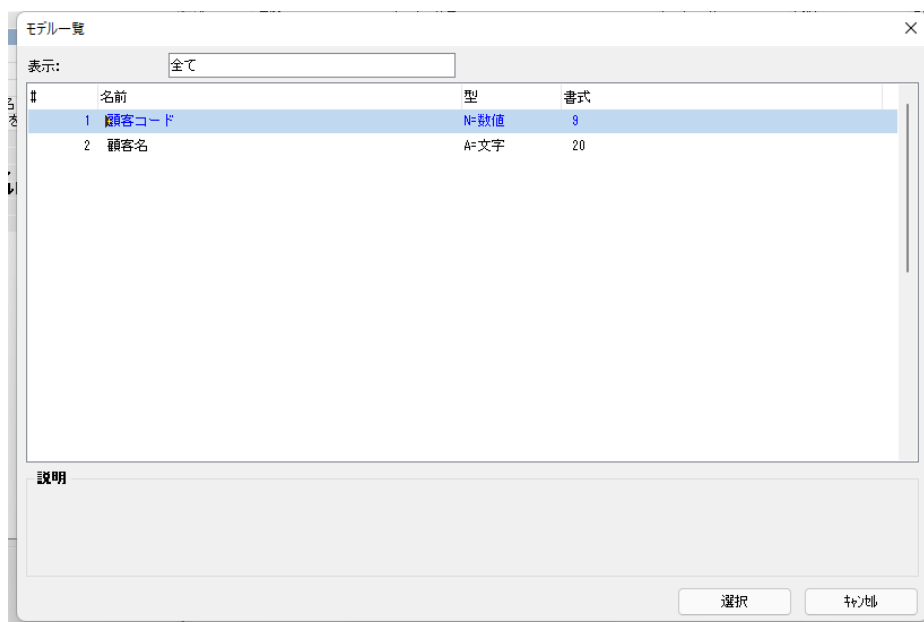 モデル一覧
表示: 全て
# 名前 型 書式
1 顧客コード N=数値 9
2 顧客名 A=文字 20
説明
選択 ｷｬﾝｾﾙ